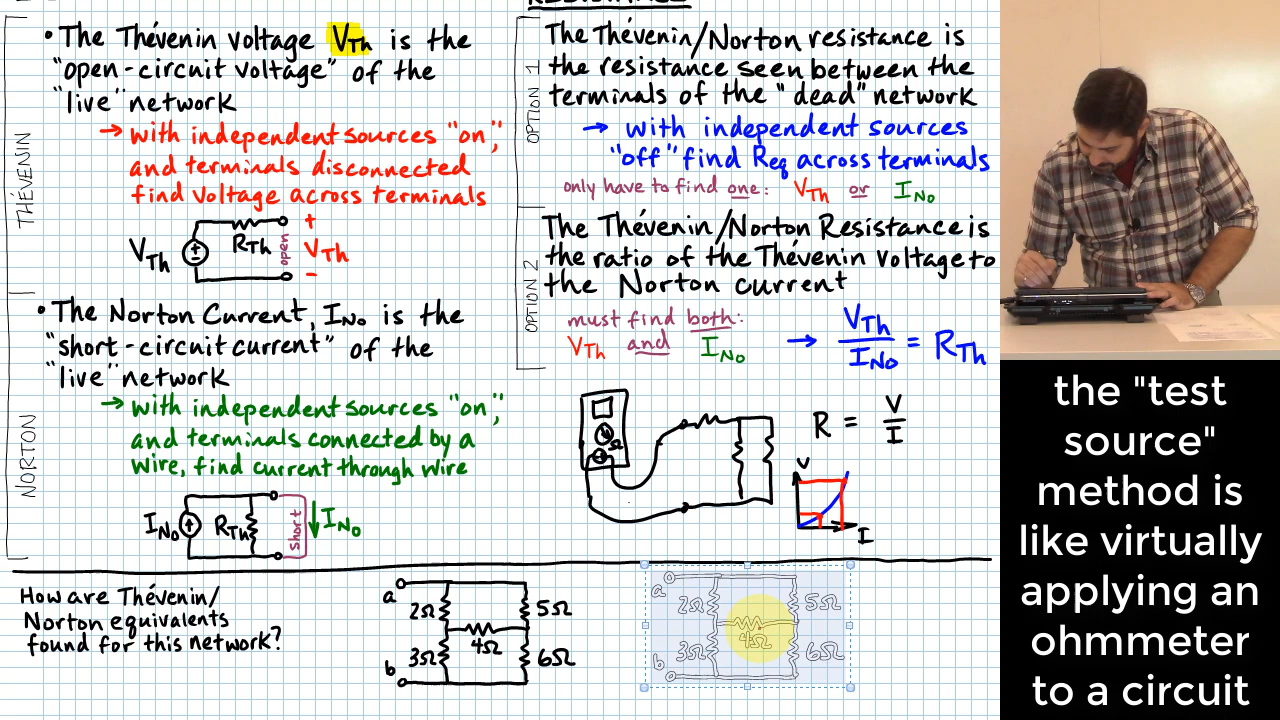 RESISTANCE
THÉVENIN
• The Thévenin voltage VTh is the
"open-circuit voltage" of the
"live" network
→ with independent sources "on",
and terminals disconnected
find voltage across terminals
VTh
RTh
open
+
VTh
-
NORTON
• The Norton Current, INo is the
"short-circuit current" of the
"live" network
→ with independent sources "on",
and terminals connected by a
wire, find current through wire
INo
RTh
short
INo
OPTION 1
The Thévenin/Norton resistance is
the resistance seen between the
terminals of the "dead" network
→ with independent sources
"off" find Req across terminals
only have to find one: VTh or INo
OPTION 2
The Thévenin/Norton Resistance is
the ratio of the Thévenin voltage to
the Norton current
must find both:
VTh and INo
→ VTh / INo = RTh
Ω
R = V / I
V
I
How are Thévenin/
Norton equivalents
found for this network?
a
2Ω
5Ω
4Ω
3Ω
6Ω
b
a
2Ω
5Ω
4Ω
3Ω
6Ω
b
the "test
source"
method is
like virtually
applying an
ohmmeter
to a circuit